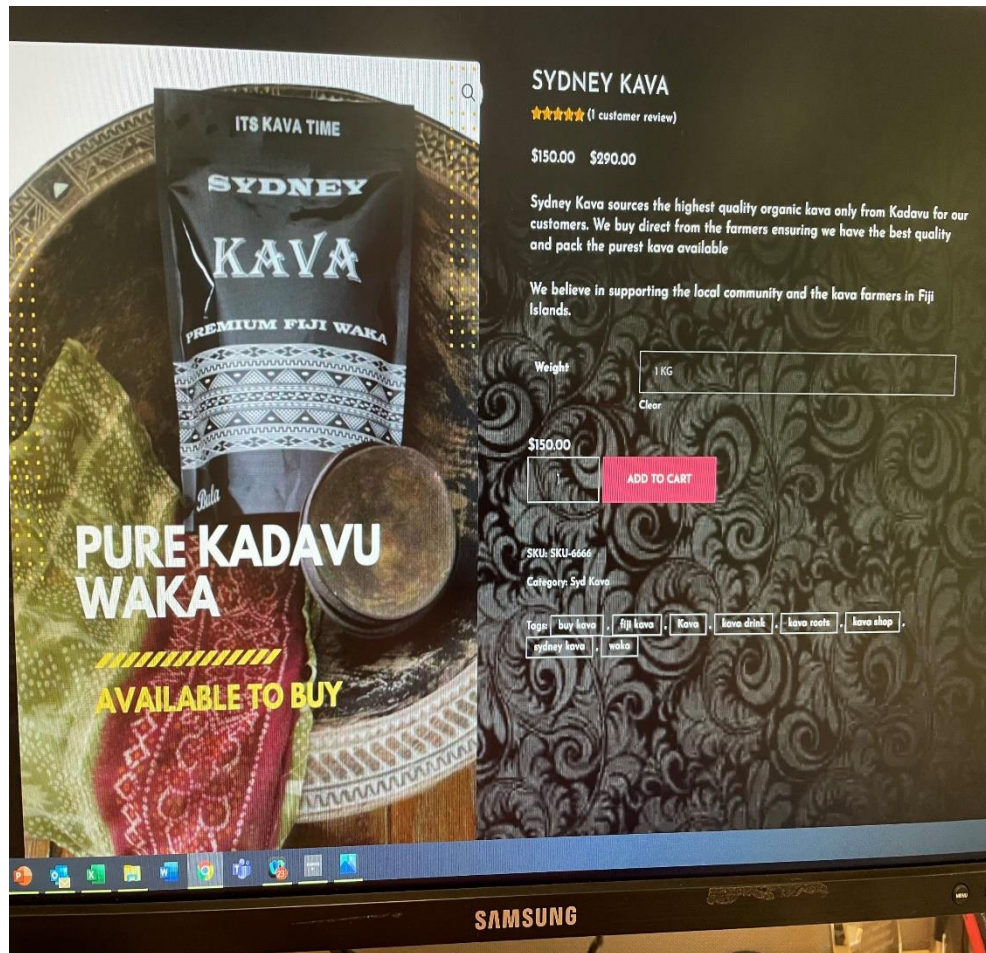 ITS KAVA TIME
SYDNEY
KAVA
PREMIUM FIJI WAKA
Bula
PURE KADAVU
WAKA
AVAILABLE TO BUY
SYDNEY KAVA
(1 customer review)
$150.00 $290.00
Sydney Kava sources the highest quality organic kava only from Kadavu for our
customers. We buy direct from the farmers ensuring we have the best quality
and pack the purest kava available
We believe in supporting the local community and the kava farmers in Fiji
Islands.
Weight 1 KG
Clear
$150.00
1 ADD TO CART
SKU: SKU-6666
Category: Syd Kava
Tags: buy kava , fiji kava , Kava , kava drink , kava roots , kava shop ,
sydney kava , waka
23
SAMSUNG
MENU